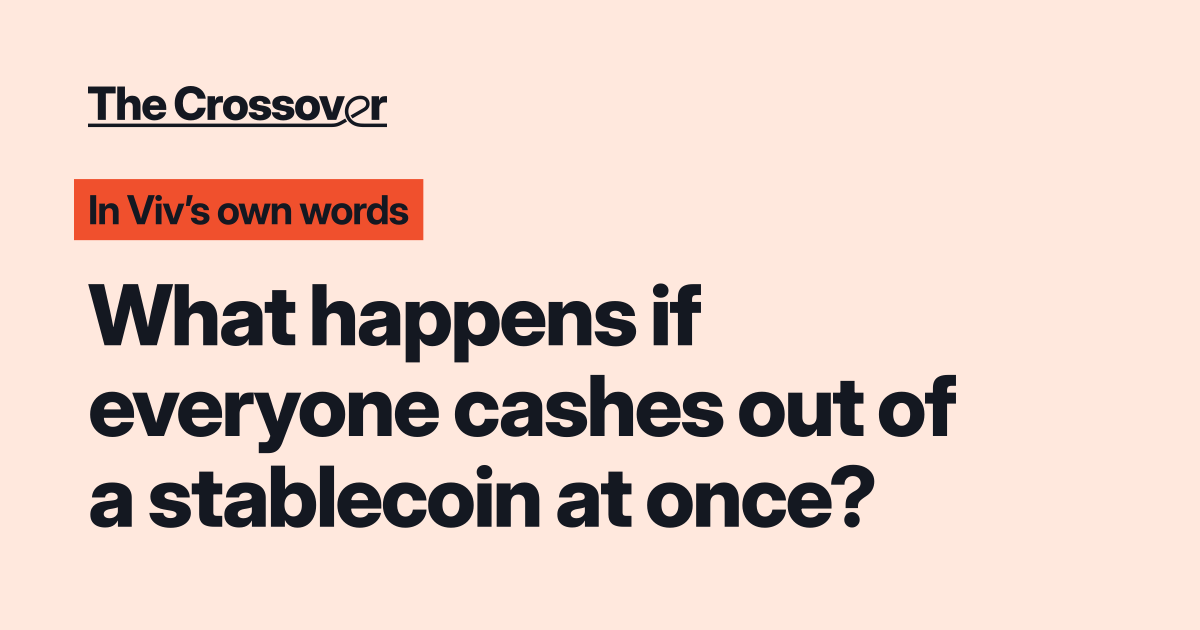 The Crossover
In Viv’s own words
What happens if
everyone cashes out of
a stablecoin at once?